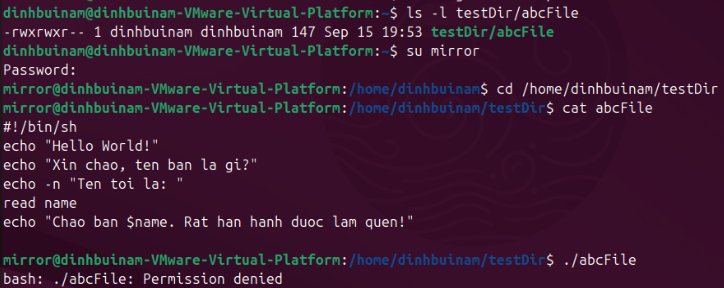 dinhbuinam@dinhbuinam-VMware-Virtual-Platform:~$ ls -l testDir/abcFile
-rwxrwxr-- 1 dinhbuinam dinhbuinam 147 Sep 15 19:53 testDir/abcFile
dinhbuinam@dinhbuinam-VMware-Virtual-Platform:~$ su mirror
Password:
mirror@dinhbuinam-VMware-Virtual-Platform:/home/dinhbuinam$ cd /home/dinhbuinam/testDir
mirror@dinhbuinam-VMware-Virtual-Platform:/home/dinhbuinam/testDir$ cat abcFile
#!/bin/sh
echo "Hello World!"
echo "Xin chao, ten ban la gi?"
echo -n "Ten toi la: "
read name
echo "Chao ban $name. Rat han hanh duoc lam quen!"
mirror@dinhbuinam-VMware-Virtual-Platform:/home/dinhbuinam/testDir$ ./abcFile
bash: ./abcFile: Permission denied